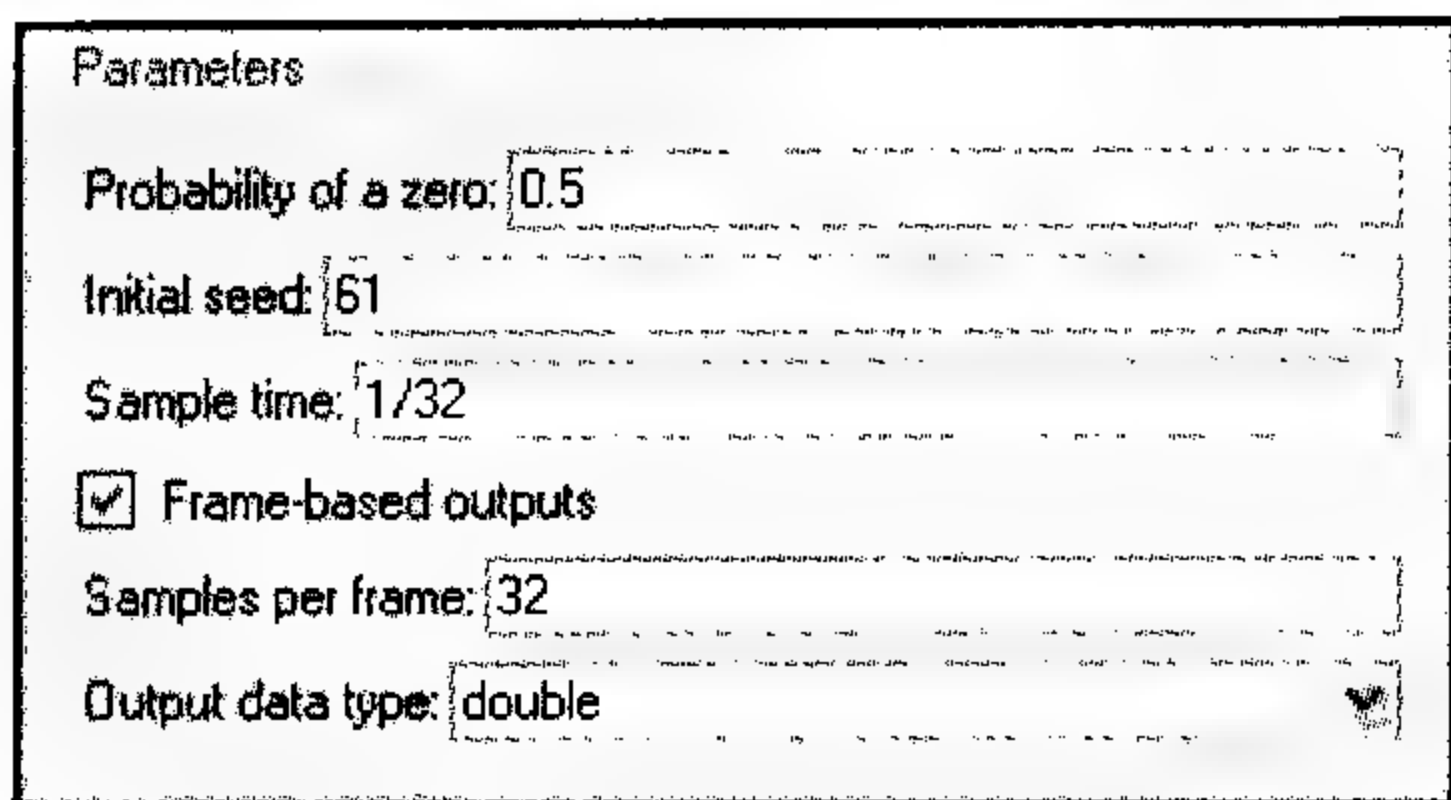 Parameters
Probability of a zero: 0.5
Initial seed: 61
Sample time: 1/32
Frame-based outputs
Samples per frame: 32
Output data type: double